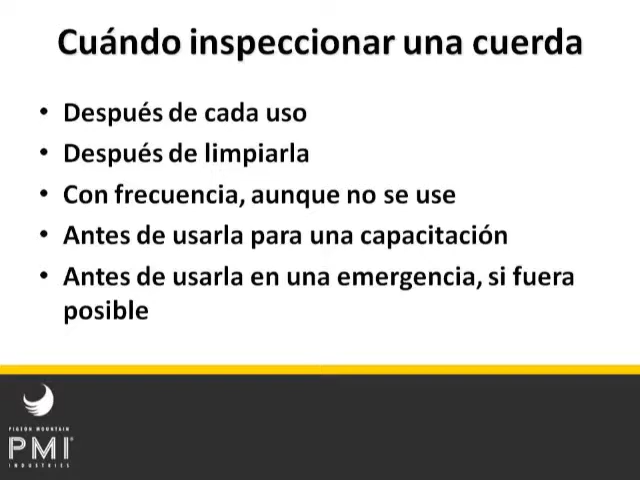 Cuándo inspeccionar una cuerda
• Después de cada uso
• Después de limpiarla
• Con frecuencia, aunque no se use
• Antes de usarla para una capacitación
• Antes de usarla en una emergencia, si fuera
posible
PIGEON MOUNTAIN
PMI®
INDUSTRIES